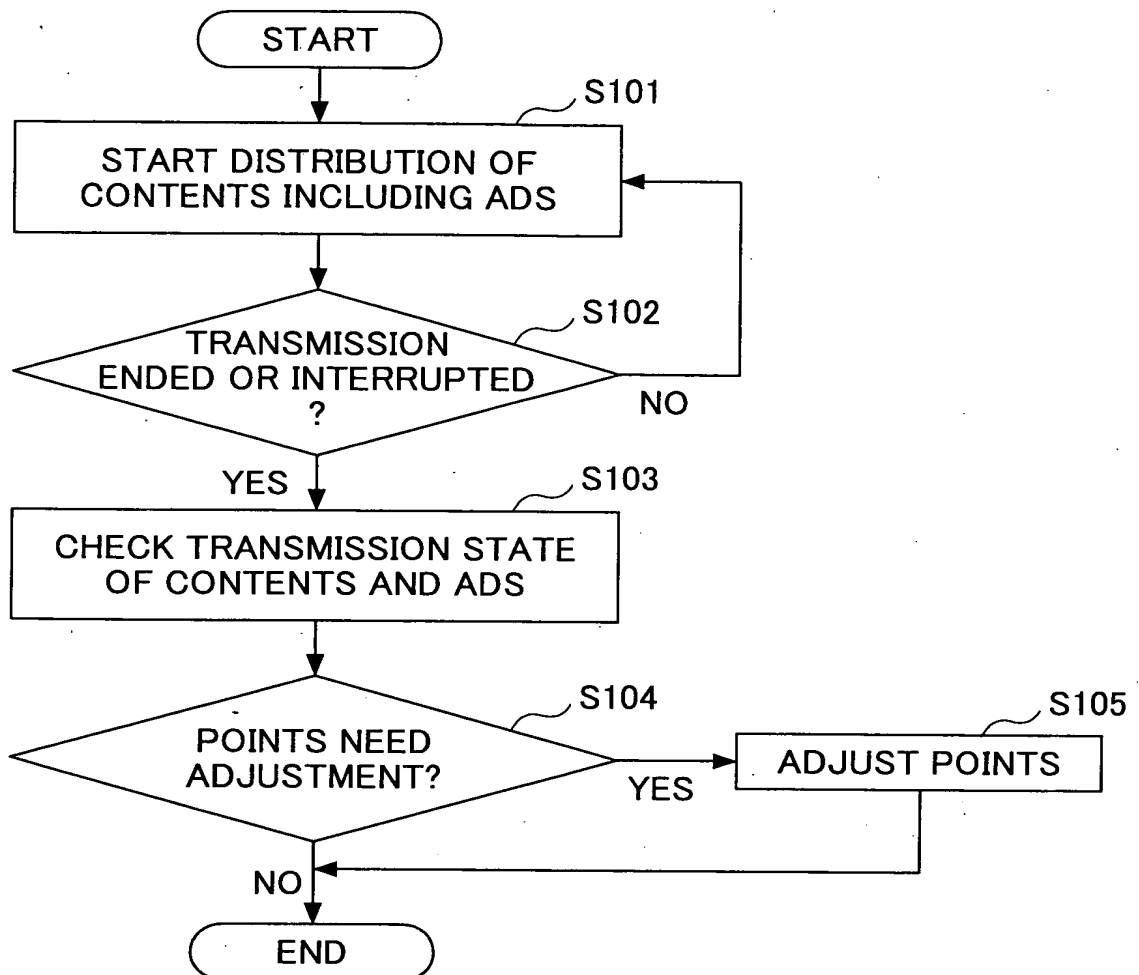 START
S101
START DISTRIBUTION OF
CONTENTS INCLUDING ADS
S102
TRANSMISSION
ENDED OR INTERRUPTED
?
NO
YES
S103
CHECK TRANSMISSION STATE
OF CONTENTS AND ADS
S104
POINTS NEED
ADJUSTMENT?
YES
S105
ADJUST POINTS
NO
END